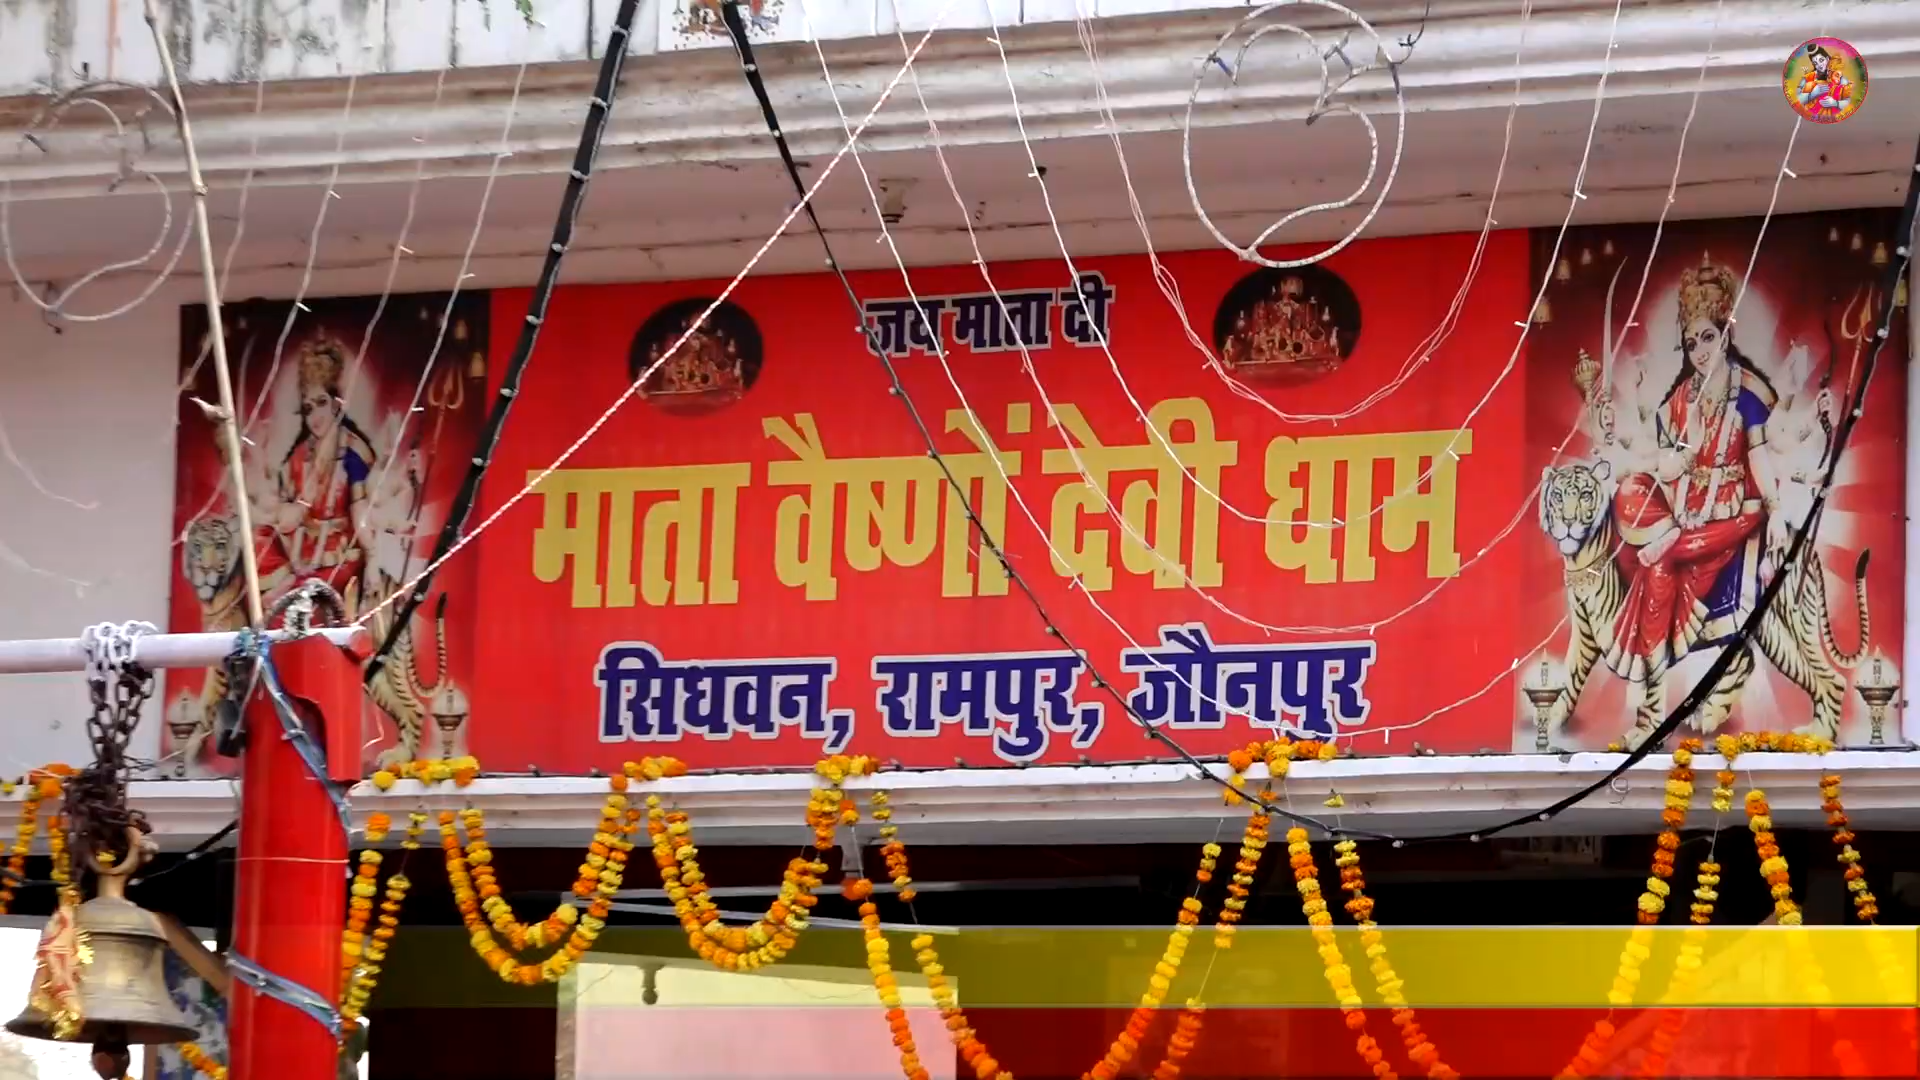 जय माता दी
माता वैष्णों देवी धाम
सिधवन, रामपुर, जौनपुर